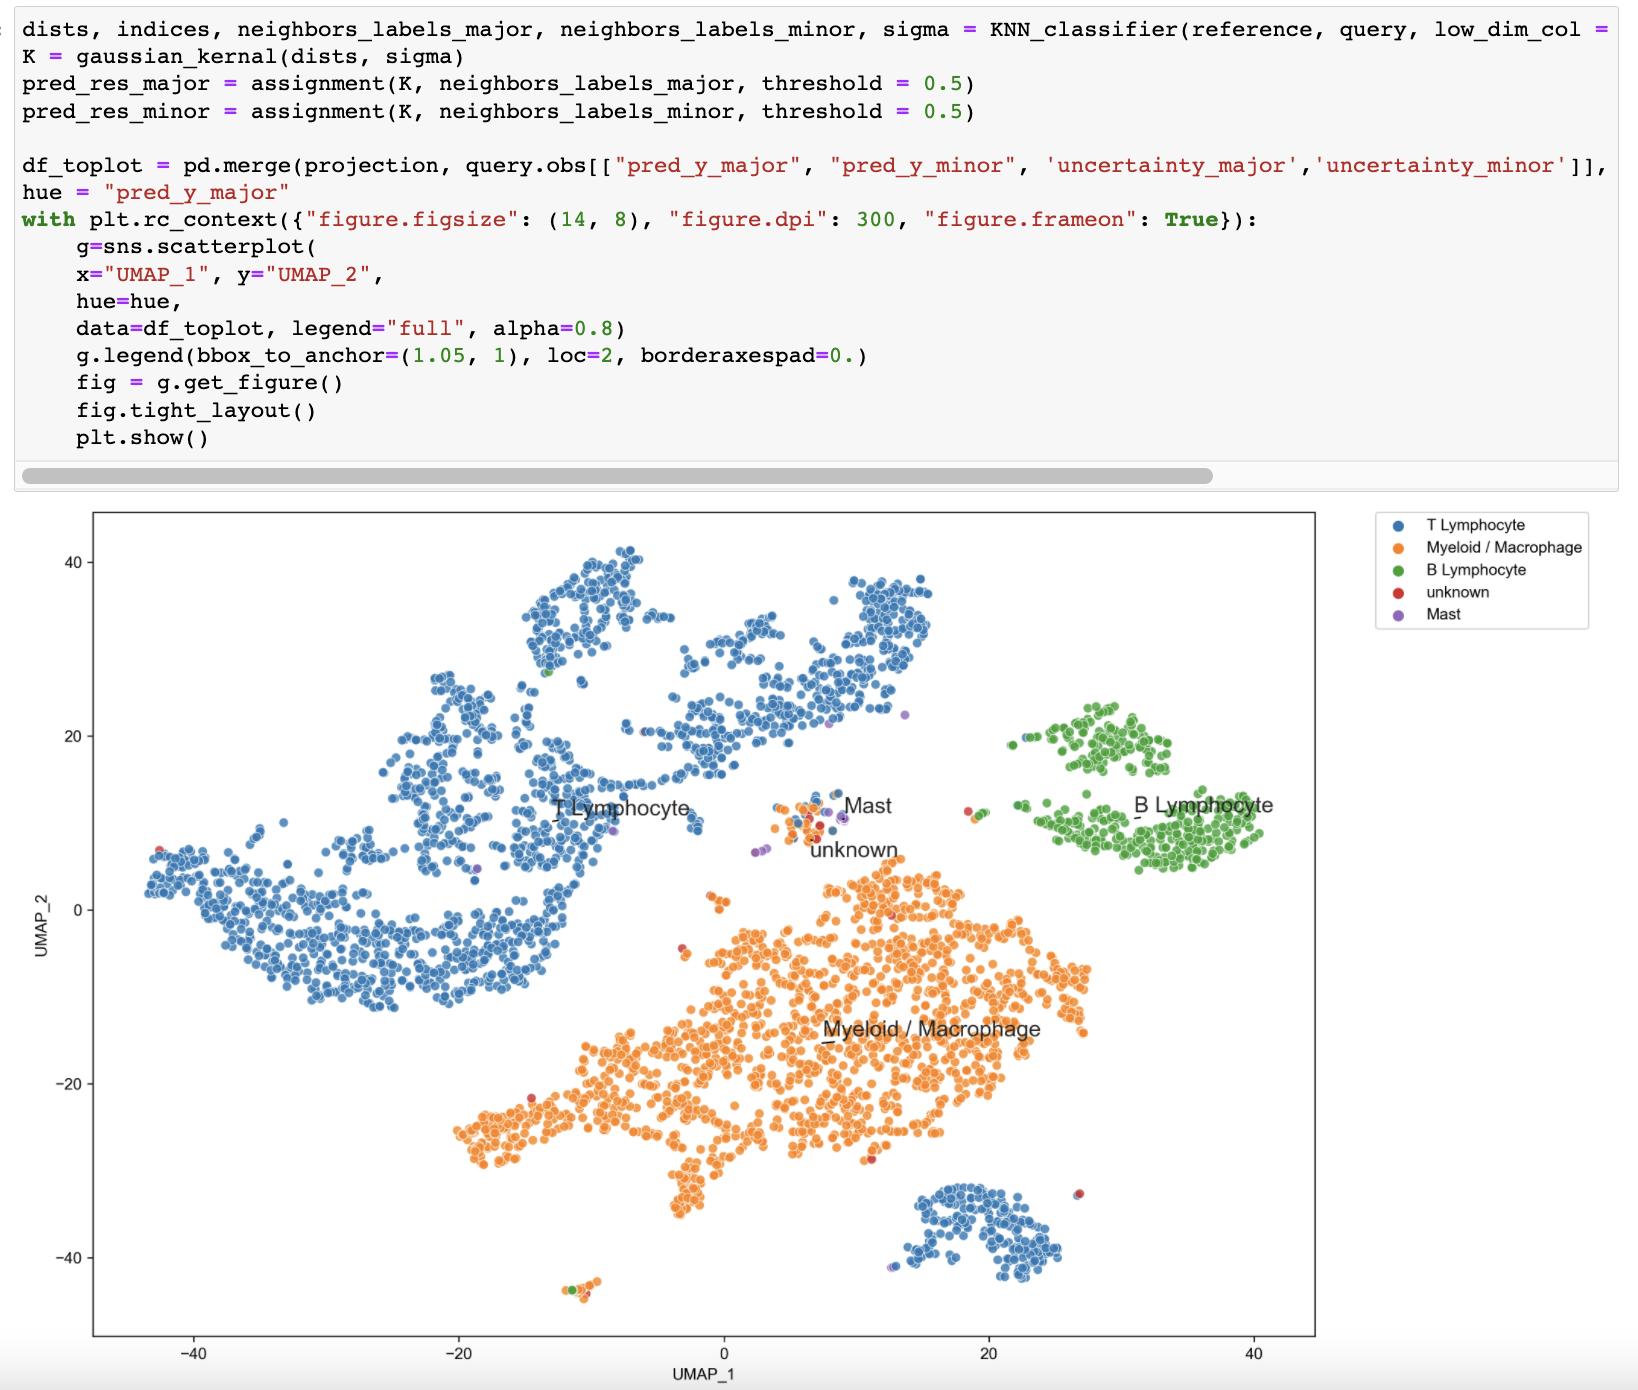 dists, indices, neighbors_labels_major, neighbors_labels_minor, sigma = KNN_classifier(reference, query, low_dim_col =
K = gaussian_kernal(dists, sigma)
pred_res_major = assignment(K, neighbors_labels_major, threshold = 0.5)
pred_res_minor = assignment(K, neighbors_labels_minor, threshold = 0.5)
df_toplot = pd.merge(projection, query.obs[["pred_y_major", "pred_y_minor", 'uncertainty_major','uncertainty_minor']],
hue = "pred_y_major"
with plt.rc_context({"figure.figsize": (14, 8), "figure.dpi": 300, "figure.frameon": True}):
    g=sns.scatterplot(
    x="UMAP_1", y="UMAP_2",
    hue=hue,
    data=df_toplot, legend="full", alpha=0.8)
    g.legend(bbox_to_anchor=(1.05, 1), loc=2, borderaxespad=0.)
    fig = g.get_figure()
    fig.tight_layout()
    plt.show()
T Lymphocyte
Myeloid / Macrophage
B Lymphocyte
unknown
Mast
40
20
0
−20
−40
UMAP_2
T Lymphocyte
Mast
B Lymphocyte
unknown
Myeloid / Macrophage
−40
−20
0
20
40
UMAP_1